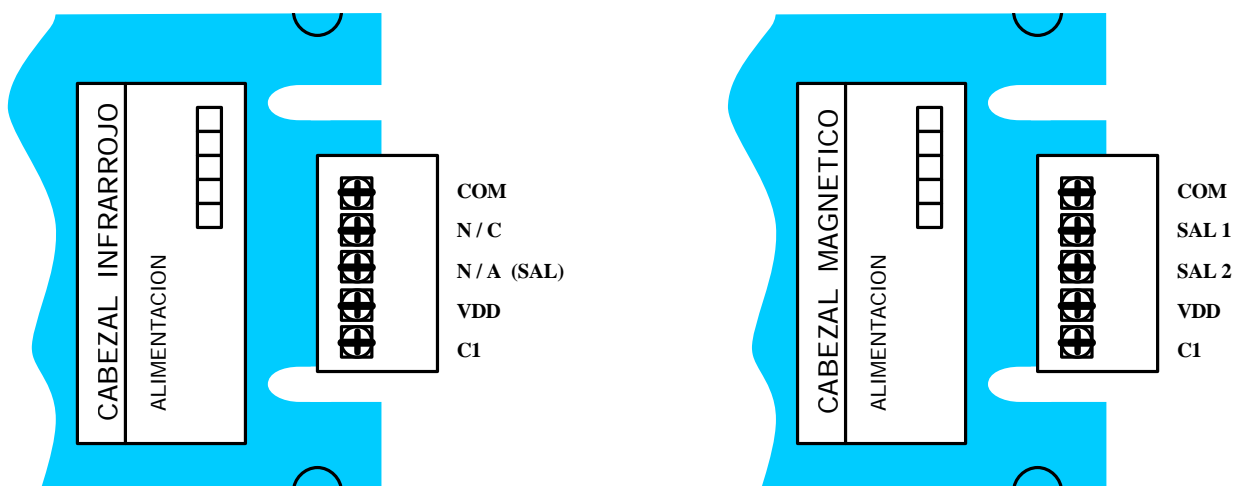 CABEZAL INFRARROJO
ALIMENTACION
COM
N / C
N / A (SAL)
VDD
C1
CABEZAL MAGNETICO
ALIMENTACION
COM
SAL 1
SAL 2
VDD
C1